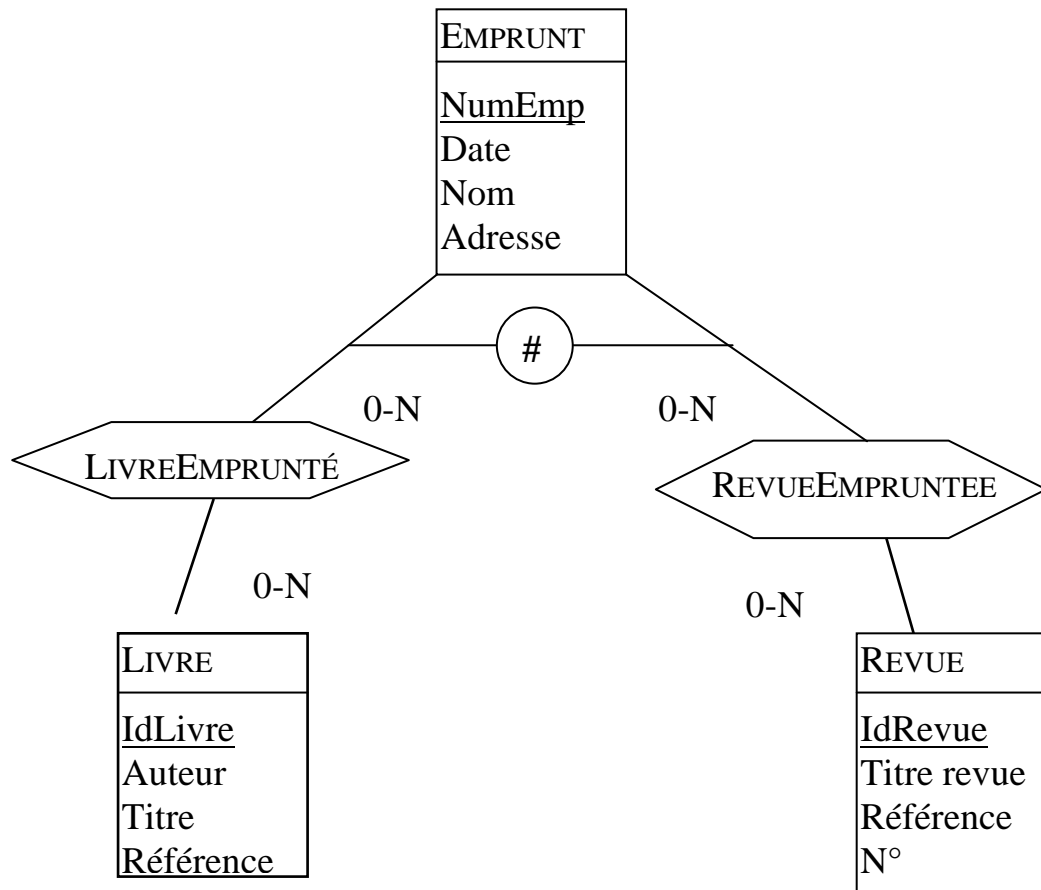 EMPRUNT
NumEmp
Date
Nom
Adresse
#
0-N
0-N
LIVREEMPRUNTÉ
REVUEEMPRUNTEE
0-N
0-N
LIVRE
IdLivre
Auteur
Titre
Référence
REVUE
IdRevue
Titre revue
Référence
N°